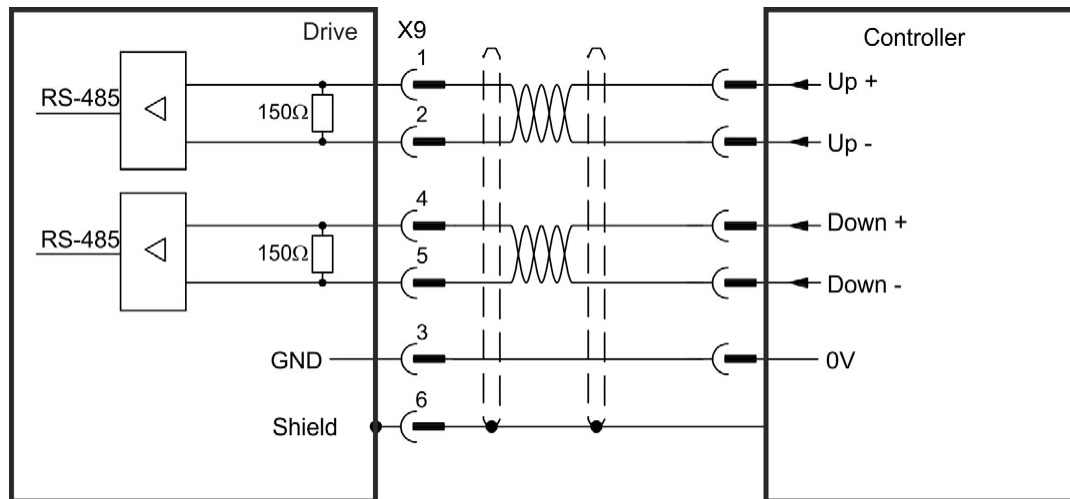 Drive
X9
Controller
1
Up +
RS-485
150Ω
2
Up -
4
Down +
RS-485
150Ω
5
Down -
3
GND
0V
6
Shield